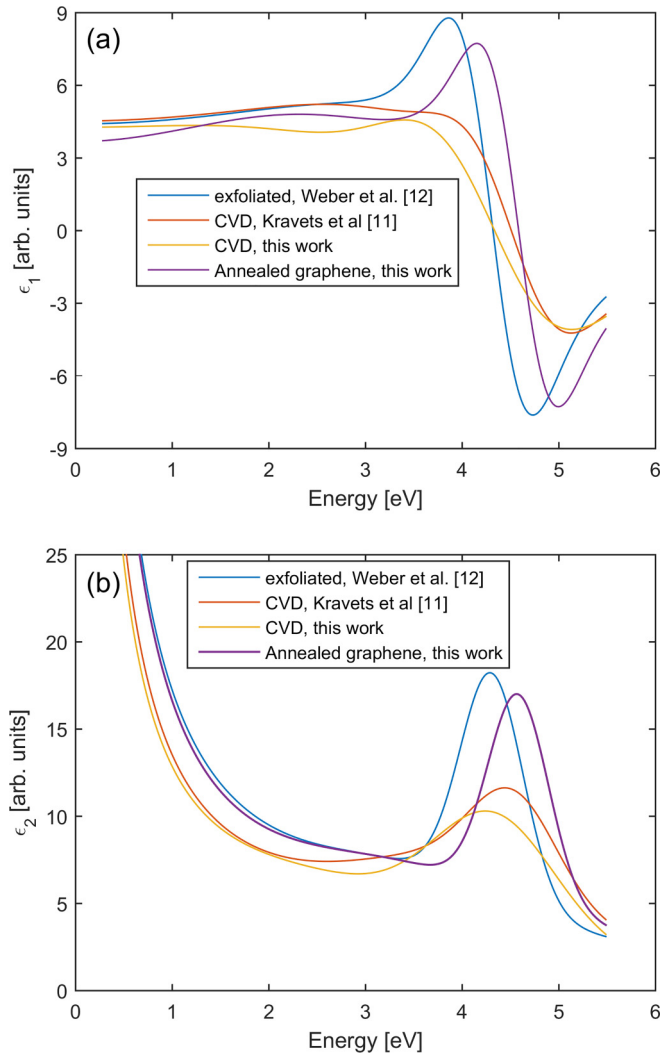 (a)
9
6
3
0
-3
-6
-9
ϵ1 [arb. units]
exfoliated, Weber et al. [12]
CVD, Kravets et al [11]
CVD, this work
Annealed graphene, this work
0 1 2 3 4 5 6
Energy [eV]
(b)
25
20
15
10
5
0
ϵ2 [arb. units]
exfoliated, Weber et al. [12]
CVD, Kravets et al [11]
CVD, this work
Annealed graphene, this work
0 1 2 3 4 5 6
Energy [eV]